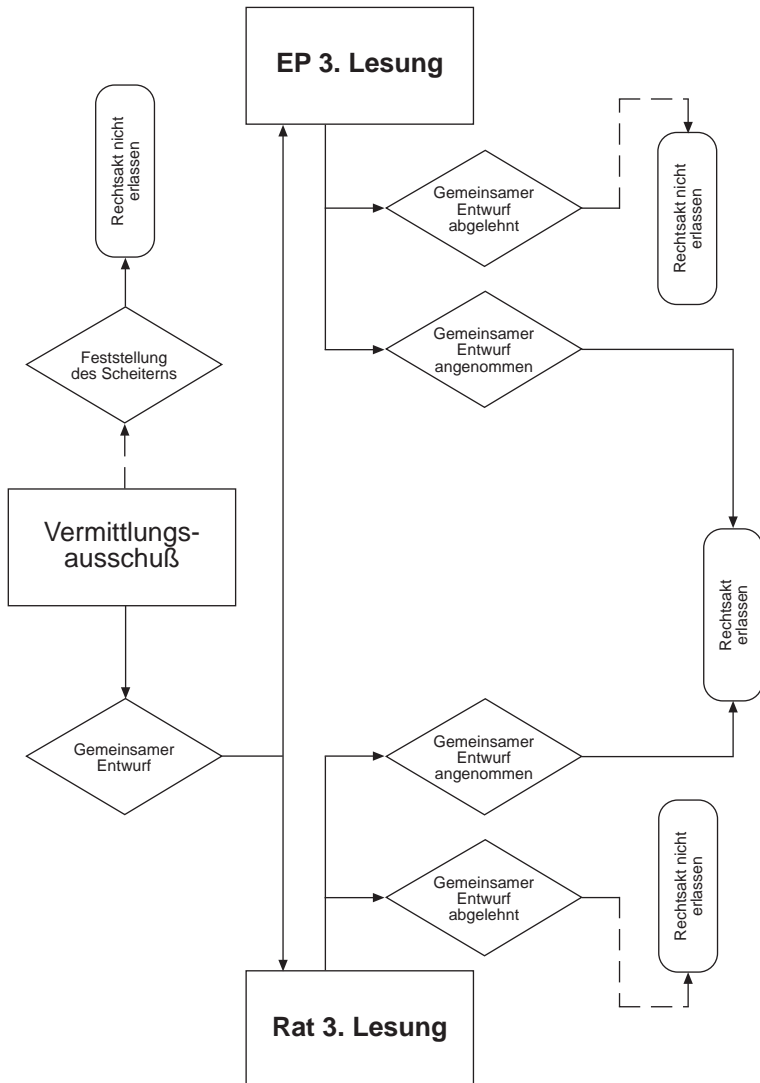 EP 3. Lesung
Rechtsakt nicht
erlassen
Gemeinsamer
Entwurf
abgelehnt
Rechtsakt nicht
erlassen
Feststellung
des Scheiterns
Gemeinsamer
Entwurf
angenommen
Vermittlungs-
ausschuß
Rechtsakt
erlassen
Gemeinsamer
Entwurf
Gemeinsamer
Entwurf
angenommen
Gemeinsamer
Entwurf
abgelehnt
Rechtsakt nicht
erlassen
Rat 3. Lesung